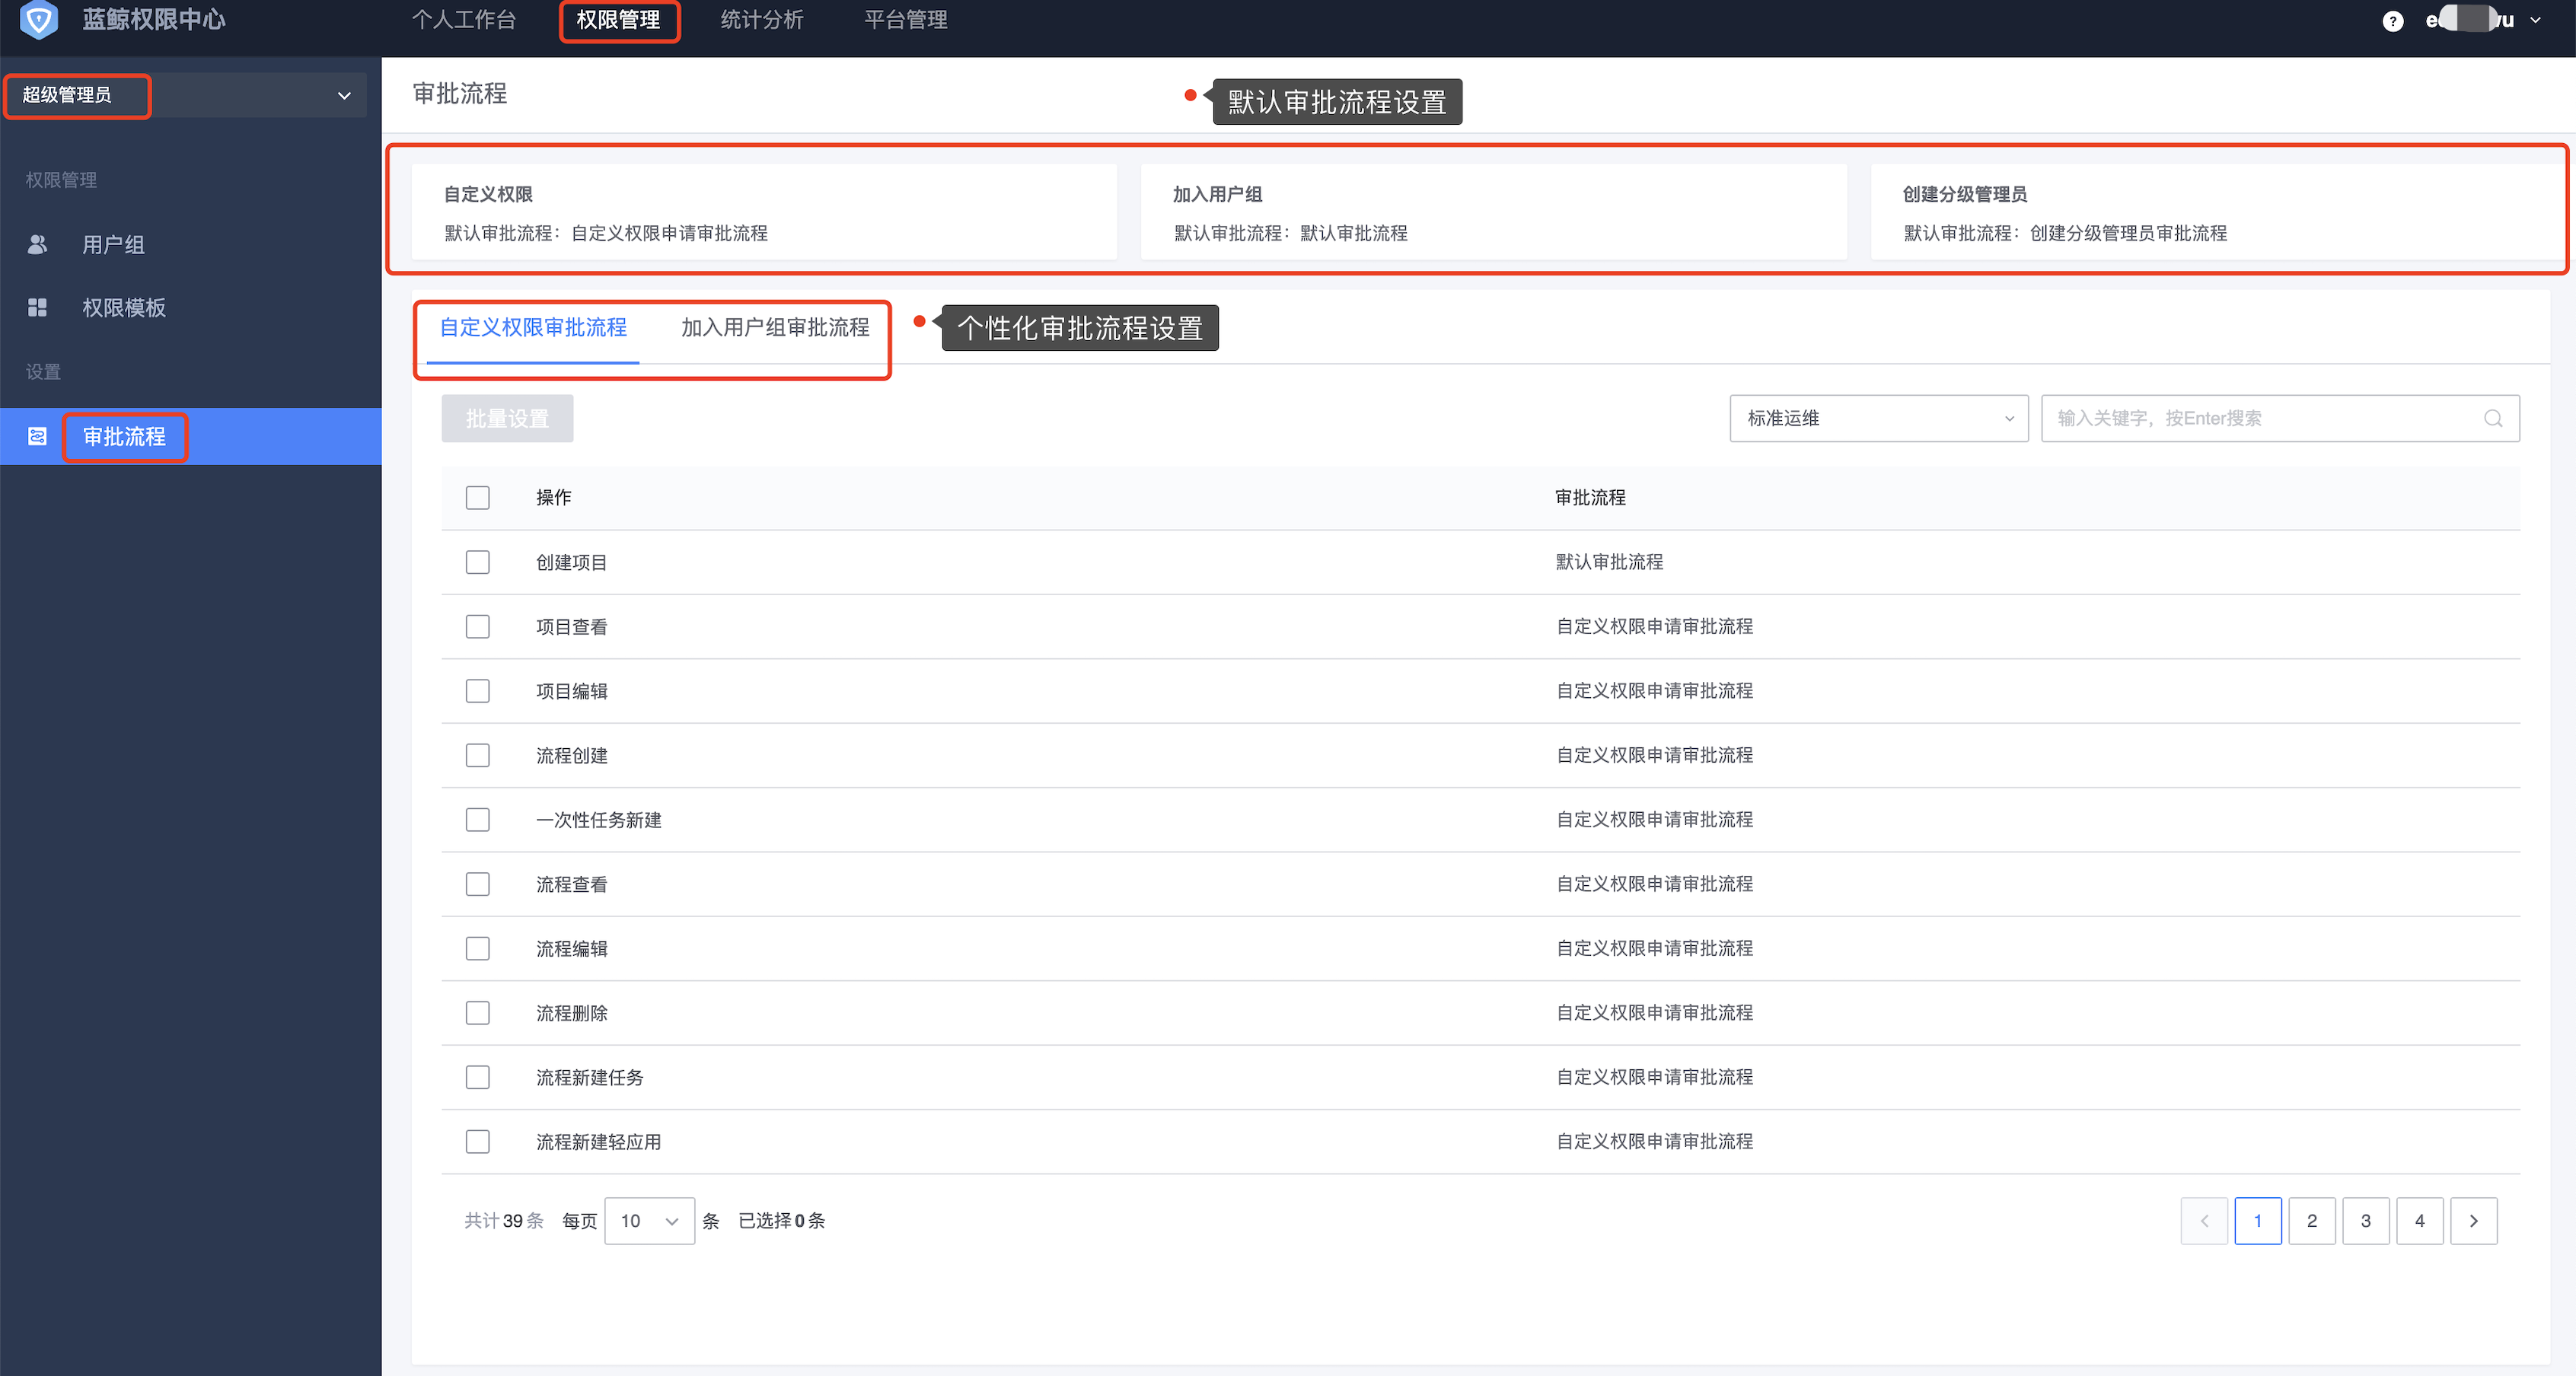 蓝鲸权限中心
个人工作台 权限管理 统计分析 平台管理
?
超级管理员
审批流程
默认审批流程设置
权限管理
用户组
权限模板
设置
审批流程
自定义权限
默认审批流程：自定义权限申请审批流程
加入用户组
默认审批流程：默认审批流程
创建分级管理员
默认审批流程：创建分级管理员审批流程
自定义权限审批流程 加入用户组审批流程
个性化审批流程设置
批量设置
标准运维
输入关键字，按Enter搜索
操作 审批流程
创建项目 默认审批流程
项目查看 自定义权限申请审批流程
项目编辑 自定义权限申请审批流程
流程创建 自定义权限申请审批流程
一次性任务新建 自定义权限申请审批流程
流程查看 自定义权限申请审批流程
流程编辑 自定义权限申请审批流程
流程删除 自定义权限申请审批流程
流程新建任务 自定义权限申请审批流程
流程新建轻应用 自定义权限申请审批流程
共计39条 每页 10 条 已选择0条
1 2 3 4